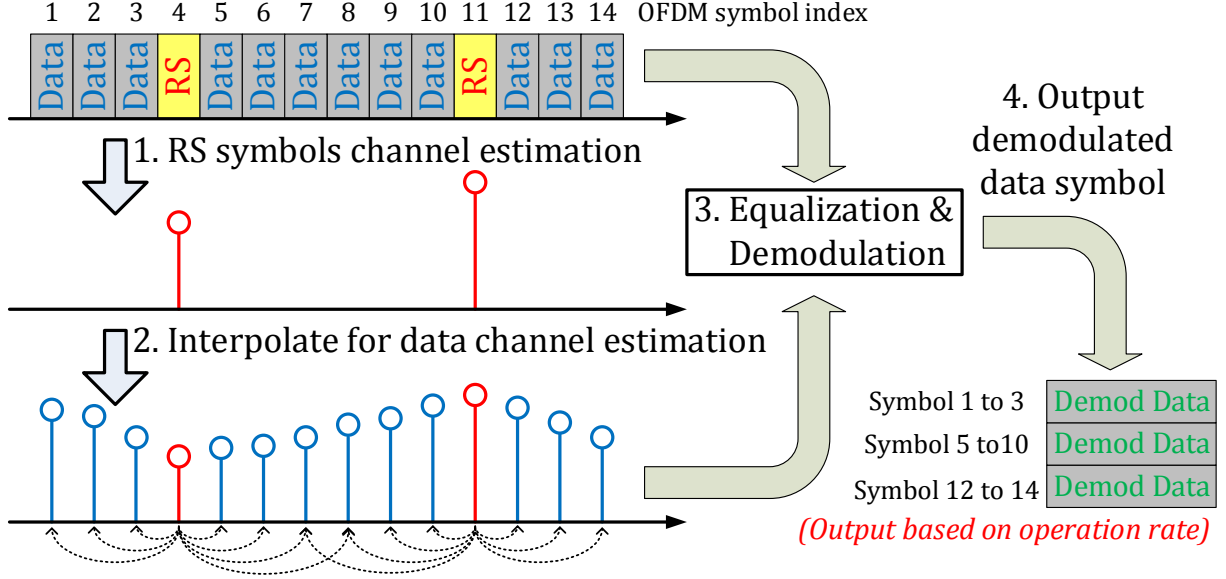 1 2 3 4 5 6 7 8 9 10 11 12 13 14 OFDM symbol index
Data Data Data RS Data Data Data Data Data Data RS Data Data Data
1. RS symbols channel estimation
2. Interpolate for data channel estimation
3. Equalization &
Demodulation
4. Output
demodulated
data symbol
Symbol 1 to 3 Demod Data
Symbol 5 to10 Demod Data
Symbol 12 to 14 Demod Data
(Output based on operation rate)